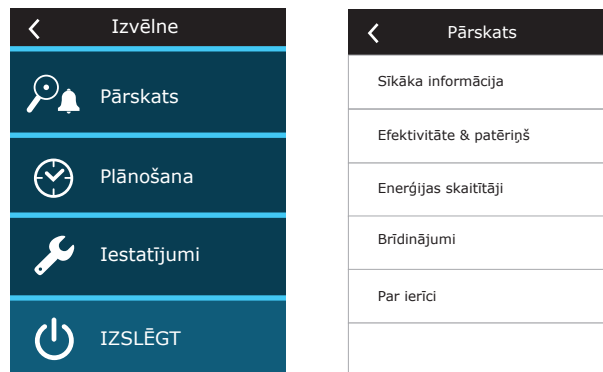 Izvēlne
Pārskats
Plānošana
Iestatījumi
IZSLĒGT
Pārskats
Sīkāka informācija
Efektivitāte & patēriņš
Enerģijas skaitītāji
Brīdinājumi
Par ierīci